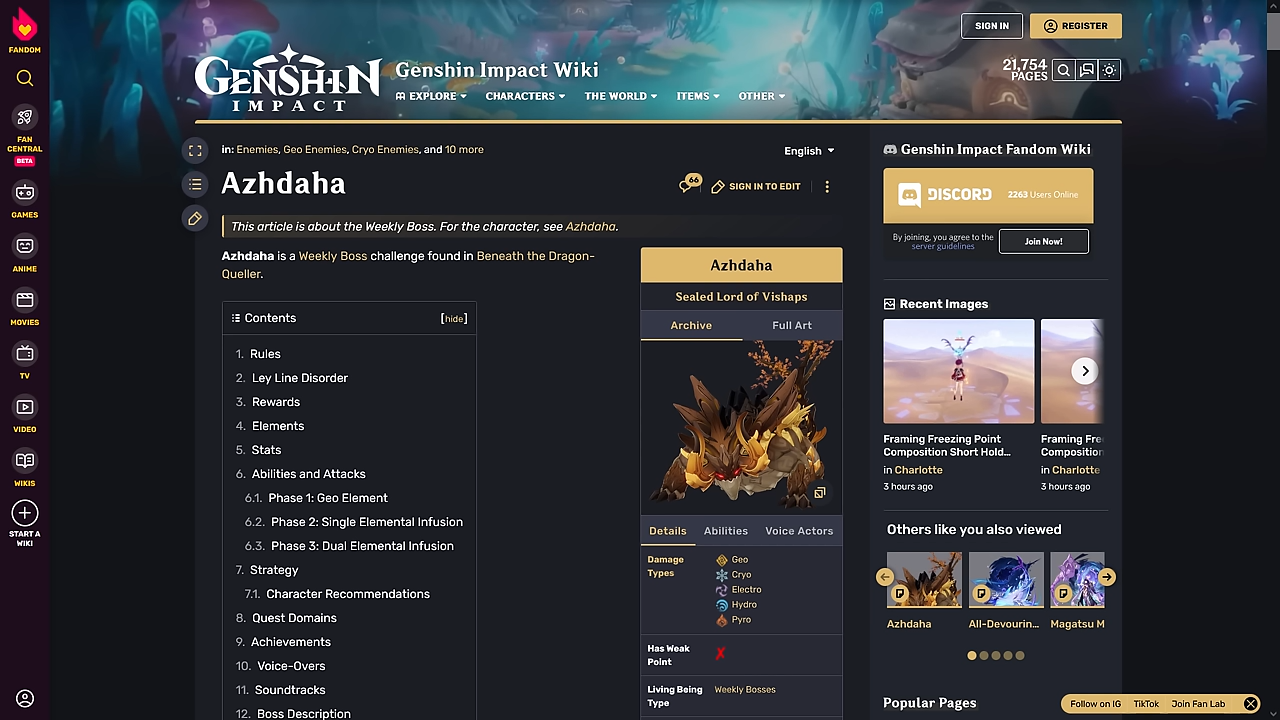 FANDOM
FAN CENTRAL
BETA
GAMES
ANIME
MOVIES
TV
VIDEO
WIKIS
START A WIKI
GENSHIN IMPACT
Genshin Impact Wiki
SIGN IN
REGISTER
21,754 PAGES
EXPLORE
CHARACTERS
THE WORLD
ITEMS
OTHER
in: Enemies, Geo Enemies, Cryo Enemies, and 10 more
English
Azhdaha
66
SIGN IN TO EDIT
This article is about the Weekly Boss. For the character, see Azhdaha.
Azhdaha is a Weekly Boss challenge found in Beneath the Dragon-
Queller.
Contents [hide]
1. Rules
2. Ley Line Disorder
3. Rewards
4. Elements
5. Stats
6. Abilities and Attacks
6.1. Phase 1: Geo Element
6.2. Phase 2: Single Elemental Infusion
6.3. Phase 3: Dual Elemental Infusion
7. Strategy
7.1. Character Recommendations
8. Quest Domains
9. Achievements
10. Voice-Overs
11. Soundtracks
12. Boss Description
Azhdaha
Sealed Lord of Vishaps
Archive Full Art
Details Abilities Voice Actors
Damage Types
Geo
Cryo
Electro
Hydro
Pyro
Has Weak Point
Living Being Type
Weekly Bosses
Genshin Impact Fandom Wiki
DISCORD 2263 Users Online
By joining, you agree to the
server guidelines
Join Now!
Recent Images
Framing Freezing Point
Composition Short Hold...
in Charlotte
3 hours ago
Framing Fre
Composition
in Charlotte
3 hours ago
Others like you also viewed
Azhdaha
All-Devourin...
Magatsu M
Popular Pages
Follow on IG TikTok Join Fan Lab